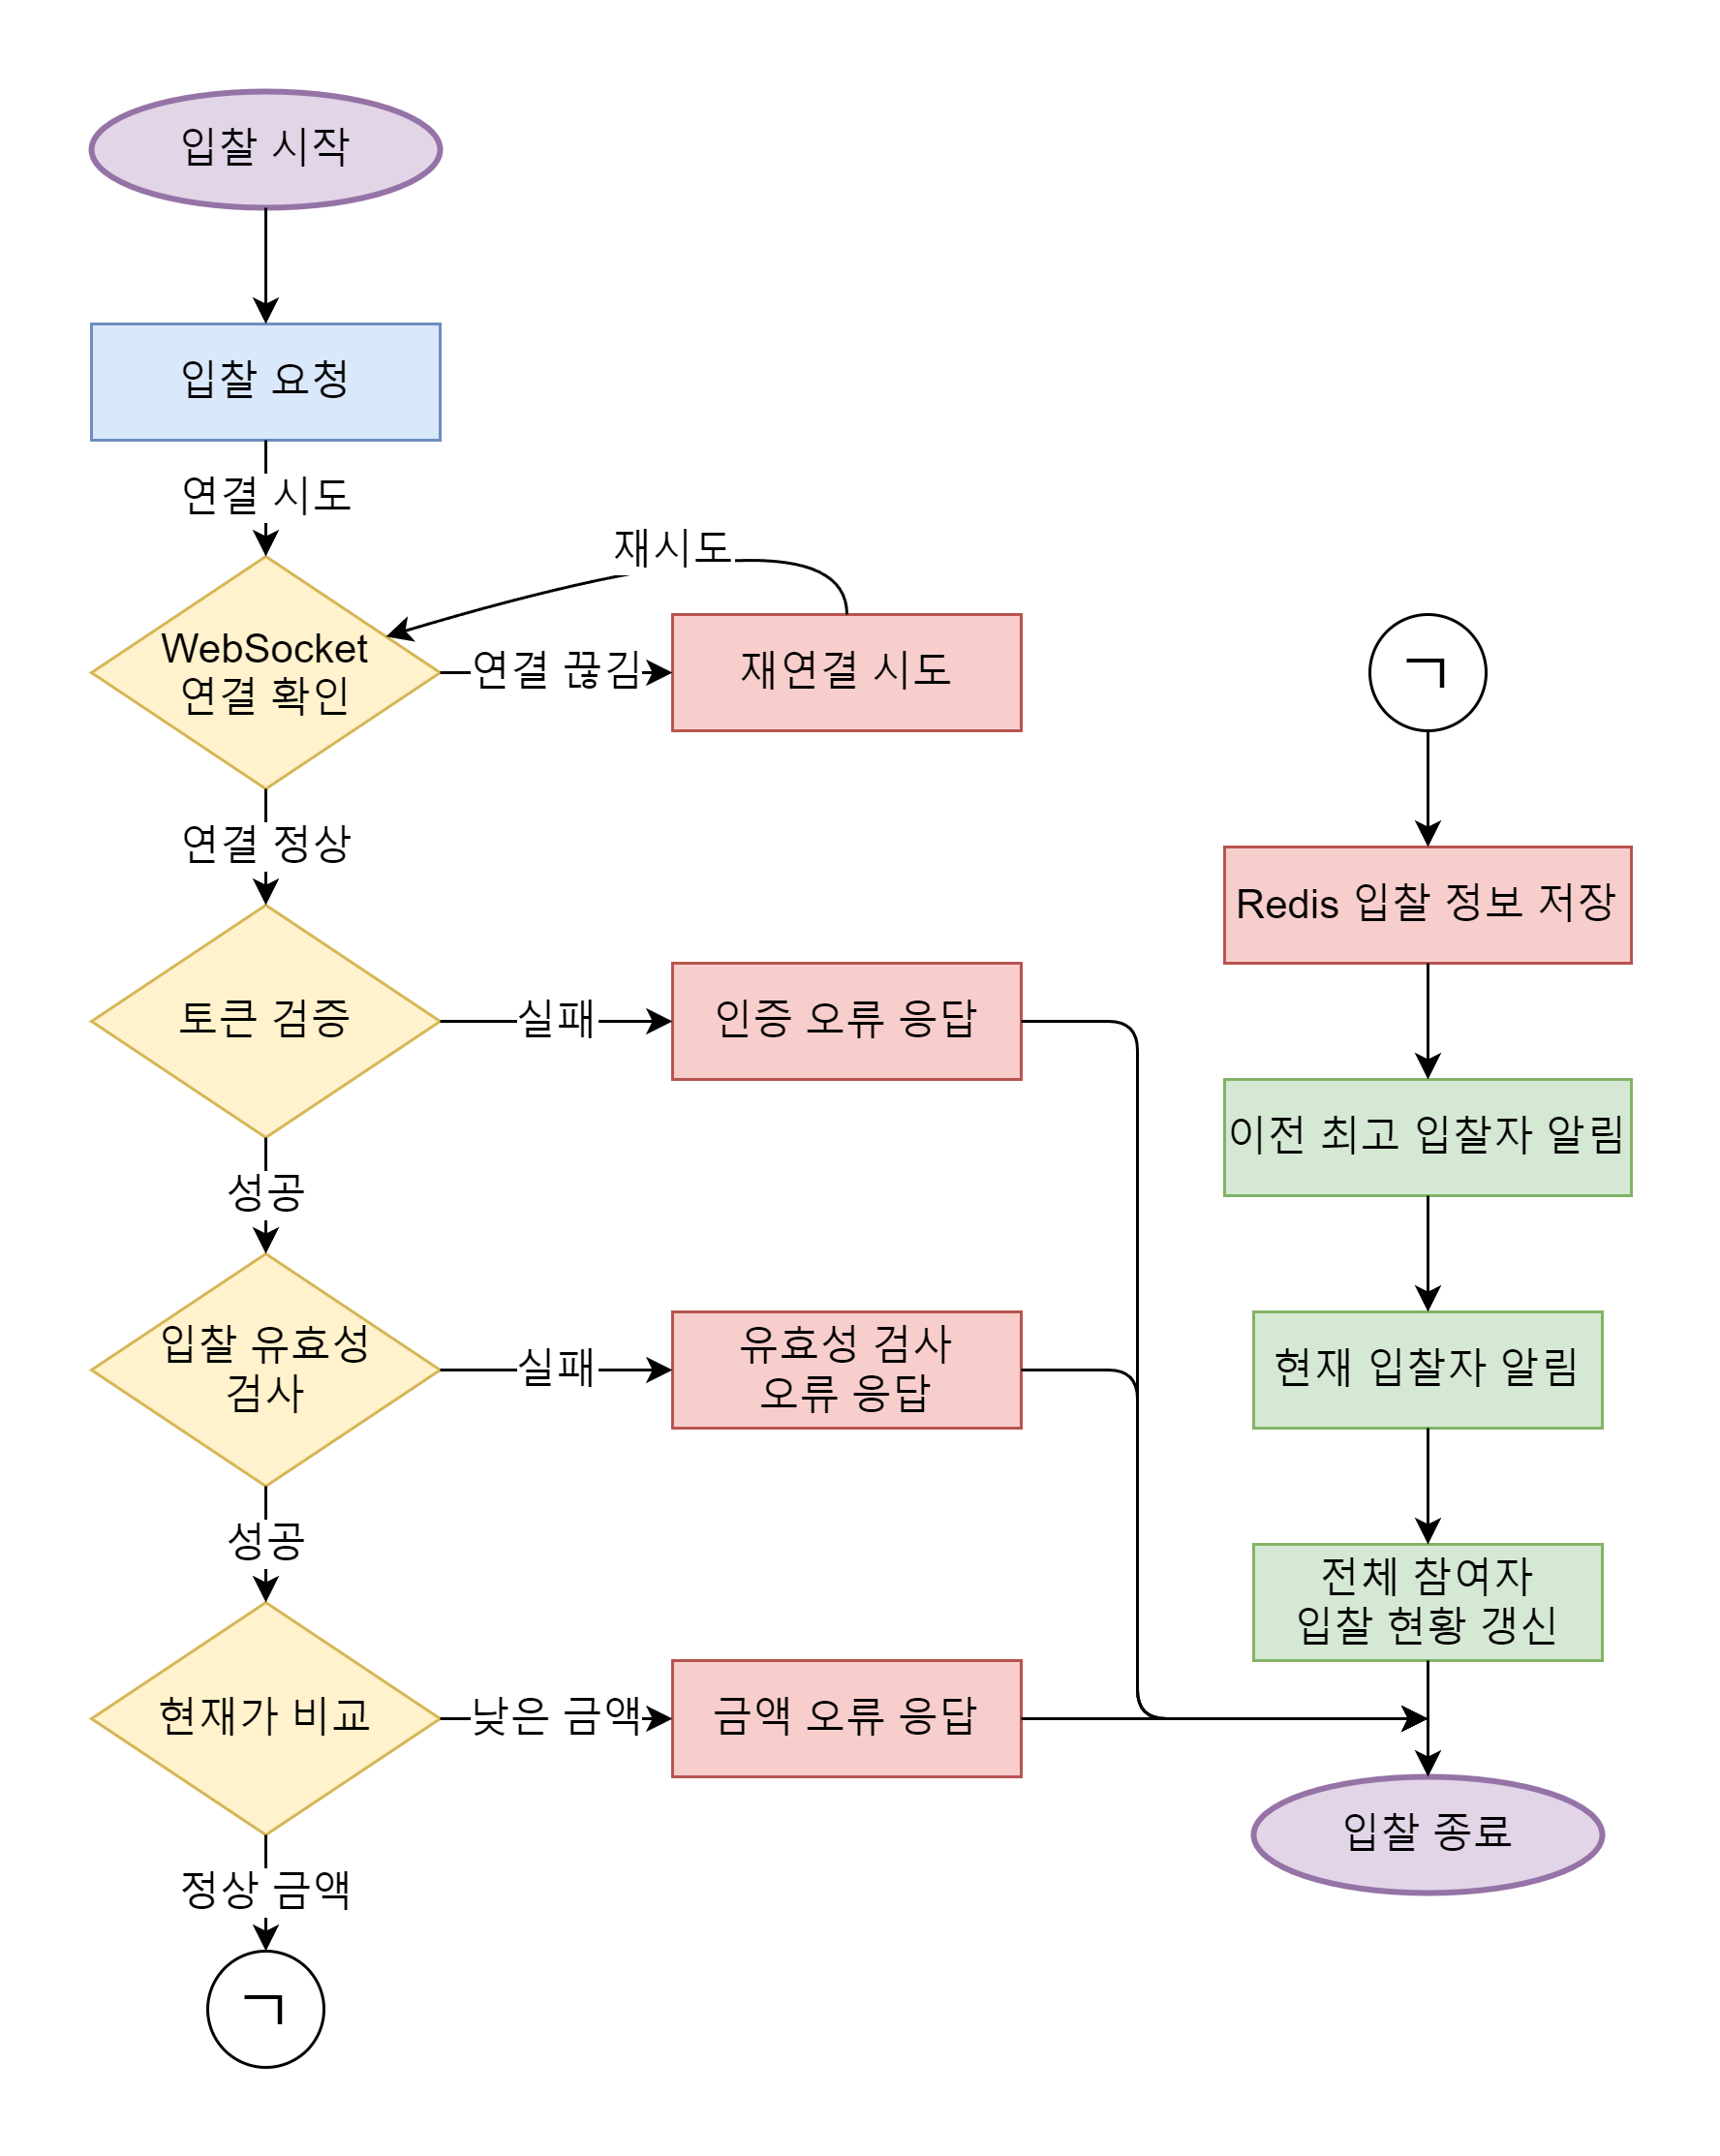 입찰 시작
입찰 요청
연결 시도
재시도
WebSocket
연결 확인
연결 끊김
재연결 시도
연결 정상
토큰 검증
실패
인증 오류 응답
성공
입찰 유효성
검사
실패
유효성 검사
오류 응답
성공
현재가 비교
낮은 금액
금액 오류 응답
정상 금액
ㄱ
ㄱ
Redis 입찰 정보 저장
이전 최고 입찰자 알림
현재 입찰자 알림
전체 참여자
입찰 현황 갱신
입찰 종료